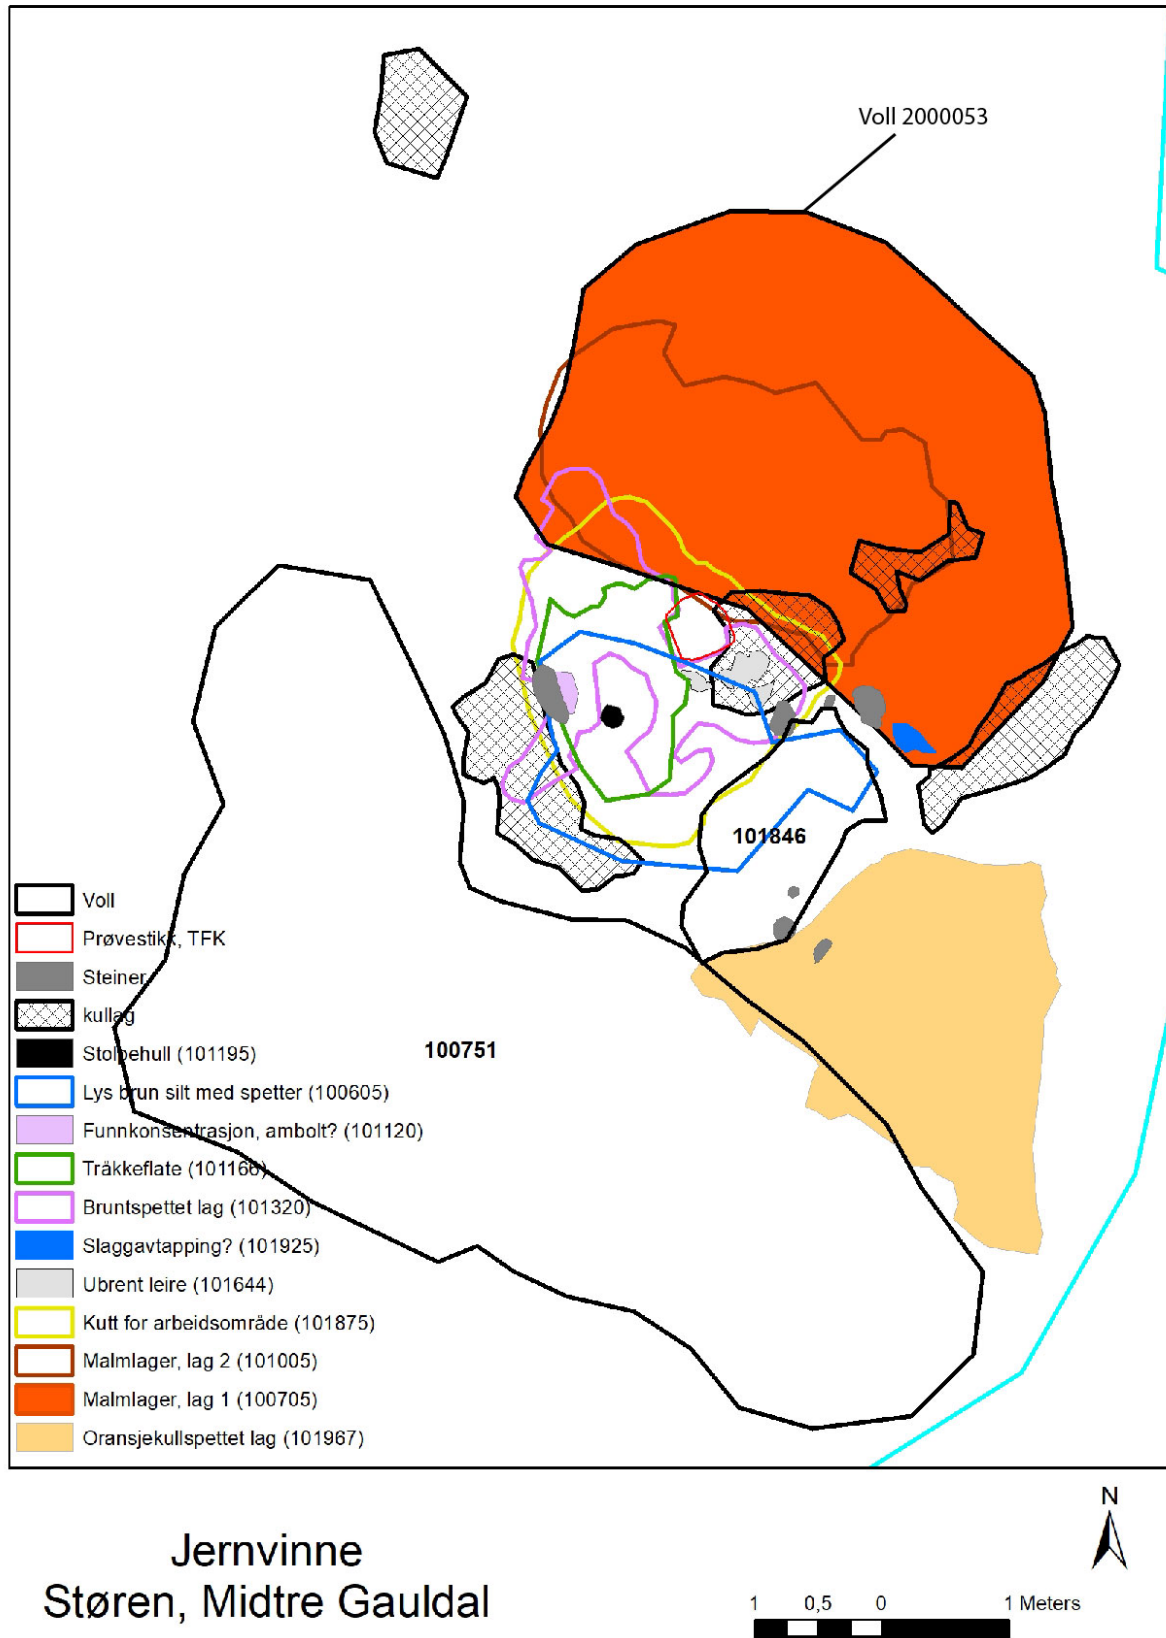 Voll 2000053
101846
100751
Voll
Prøvestikk, TFK
Steiner
kullag
Stolpehull (101195)
Lys brun silt med spetter (100605)
Funnkonsentrasjon, ambolt? (101120)
Tråkkeflate (101166)
Bruntspettet lag (101320)
Slaggavtapping? (101925)
Ubrent leire (101644)
Kutt for arbeidsområde (101875)
Malmlager, lag 2 (101005)
Malmlager, lag 1 (100705)
Oransjekullspettet lag (101967)
Jernvinne
Støren, Midtre Gauldal
N
1 0,5 0 1 Meters